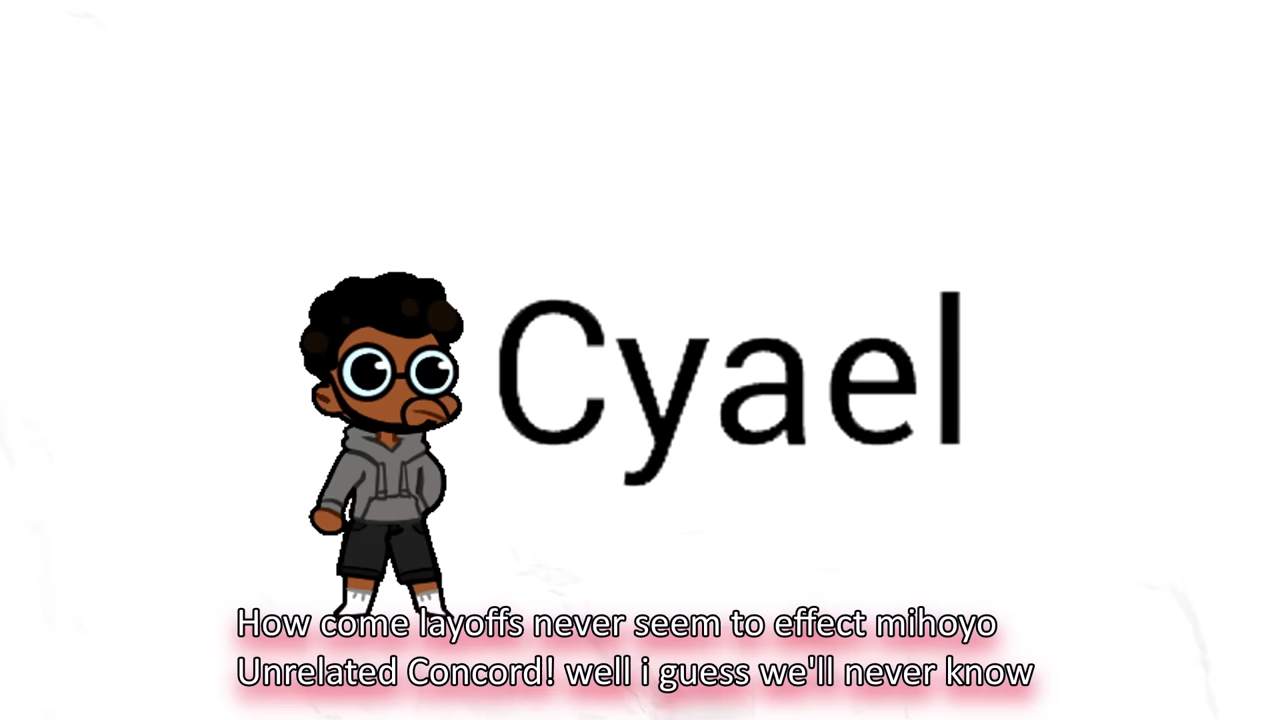 Cyael
How come layoffs never seem to effect mihoyo
Unrelated Concord! well i guess we'll never know